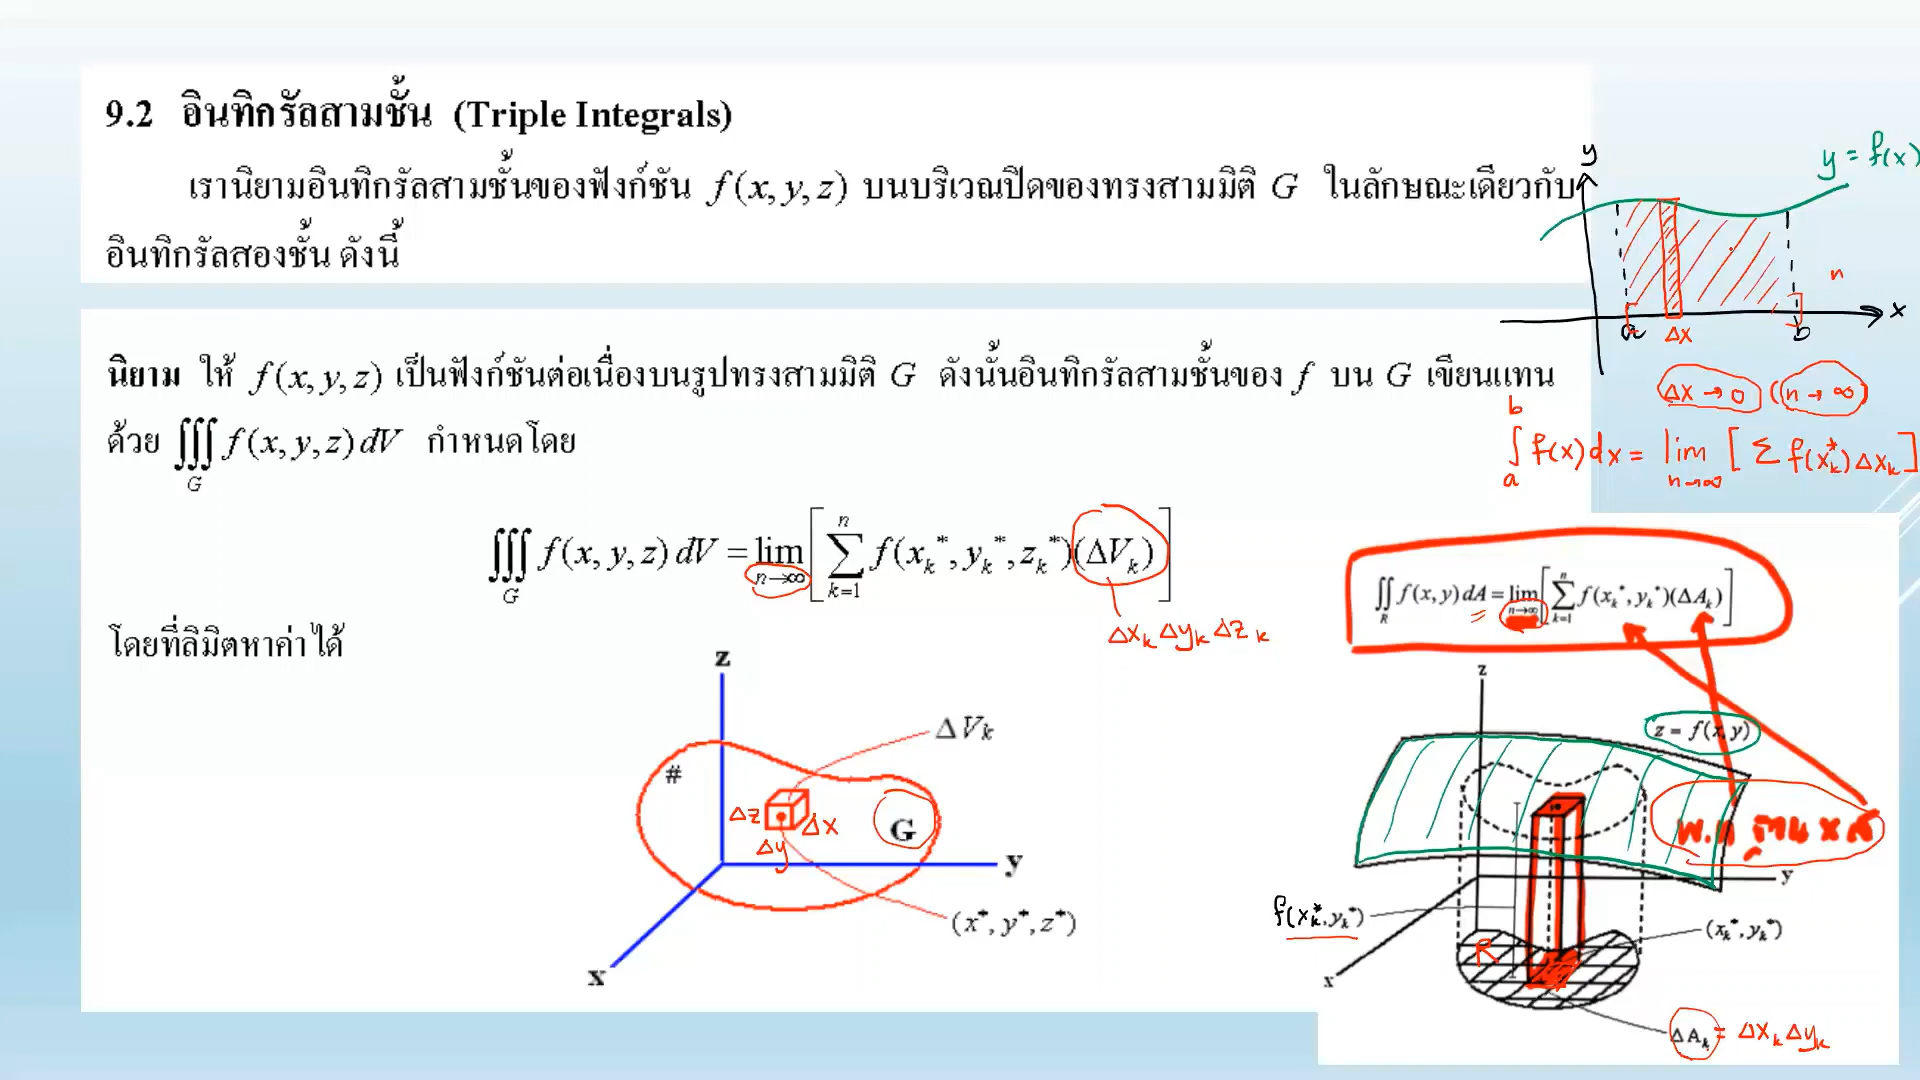 9.2 อินทิกรัลสามชั้น (Triple Integrals)
เรานิยามอินทิกรัลสามชั้นของฟังก์ชัน f(x, y, z) บนบริเวณปิดของทรงสามมิติ G ในลักษณะเดียวกับ
อินทิกรัลสองชั้น ดังนี้
นิยาม ให้ f(x, y, z) เป็นฟังก์ชันต่อเนื่องบนรูปทรงสามมิติ G ดังนั้นอินทิกรัลสามชั้นของ f บน G เขียนแทน
ด้วย ∭_G f(x, y, z) dV กำหนดโดย
∭_G f(x, y, z) dV = lim_{n→∞} [ Σ_{k=1}^{n} f(x_k*, y_k*, z_k*)(ΔV_k) ]
Δx_k Δy_k Δz_k
โดยที่ลิมิตหาค่าได้
z
ΔV_k
#
Δz
Δx
Δy
G
y
(x*, y*, z*)
x
y
y = f(x)
n
x
a
Δx
b
Δx→0 (n→∞)
∫_a^b f(x)dx = lim_{n→∞} [ Σ f(x_k*)Δx_k ]
∬_R f(x, y) dA = lim_{n→∞} [ Σ_{k=1}^{n} f(x_k*, y_k*)(ΔA_k) ]
z
z = f(x, y)
พ.ท ฐาน x ส
y
f(x_k*, y_k*)
R
(x_k*, y_k*)
x
ΔA_k = Δx_k Δy_k